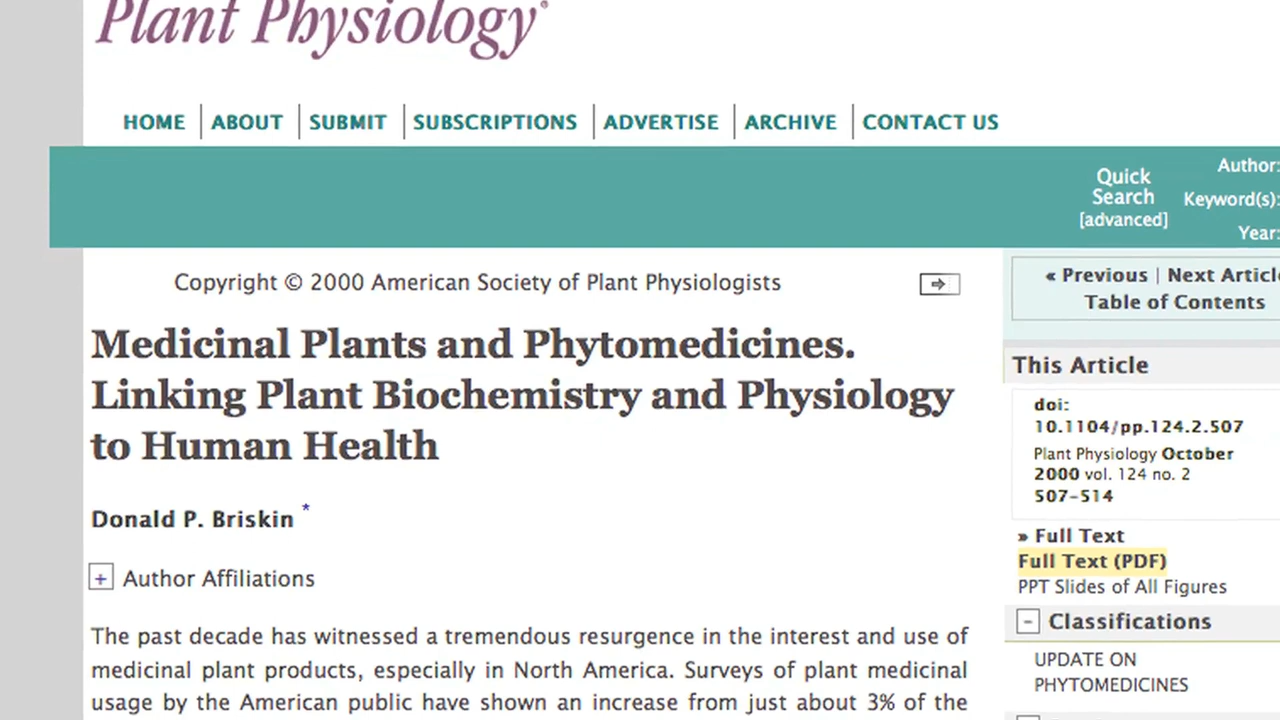 Plant Physiology®
HOME ABOUT SUBMIT SUBSCRIPTIONS ADVERTISE ARCHIVE CONTACT US
Quick
Search
[advanced]
Author:
Keyword(s):
Year:
Copyright © 2000 American Society of Plant Physiologists
Medicinal Plants and Phytomedicines.
Linking Plant Biochemistry and Physiology
to Human Health
Donald P. Briskin *
+ Author Affiliations
The past decade has witnessed a tremendous resurgence in the interest and use of
medicinal plant products, especially in North America. Surveys of plant medicinal
usage by the American public have shown an increase from just about 3% of the
« Previous | Next Article
Table of Contents
This Article
doi:
10.1104/pp.124.2.507
Plant Physiology October
2000 vol. 124 no. 2
507-514
» Full Text
Full Text (PDF)
PPT Slides of All Figures
- Classifications
UPDATE ON
PHYTOMEDICINES